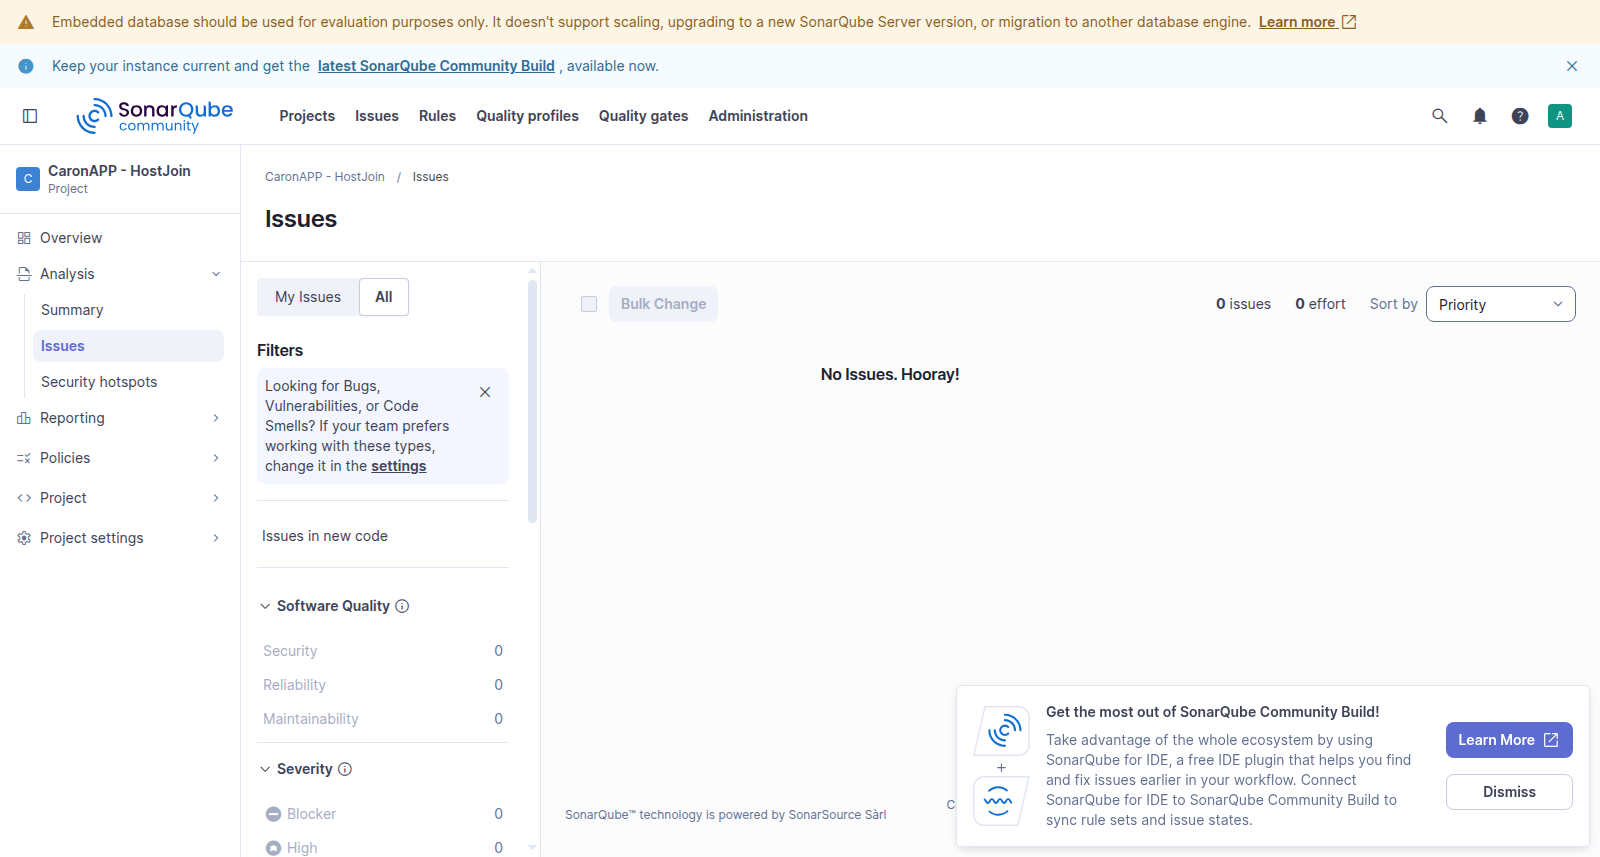 Embedded database should be used for evaluation purposes only. It doesn't support scaling, upgrading to a new SonarQube Server version, or migration to another database engine. Learn more
Keep your instance current and get the latest SonarQube Community Build , available now.
SonarQube community
Projects Issues Rules Quality profiles Quality gates Administration
? A
C
CaronAPP - HostJoin
Project
Overview
Analysis
Summary
Issues
Security hotspots
Reporting
Policies
Project
Project settings
CaronAPP - HostJoin / Issues
Issues
My Issues All
Filters
Looking for Bugs,
Vulnerabilities, or Code
Smells? If your team prefers
working with these types,
change it in the settings
Issues in new code
Software Quality
Security 0
Reliability 0
Maintainability 0
Severity
Blocker 0
High 0
Bulk Change
0 issues 0 effort Sort by Priority
No Issues. Hooray!
SonarQube™ technology is powered by SonarSource Sàrl
C
Get the most out of SonarQube Community Build!
Take advantage of the whole ecosystem by using
SonarQube for IDE, a free IDE plugin that helps you find
and fix issues earlier in your workflow. Connect
SonarQube for IDE to SonarQube Community Build to
sync rule sets and issue states.
+
Learn More
Dismiss